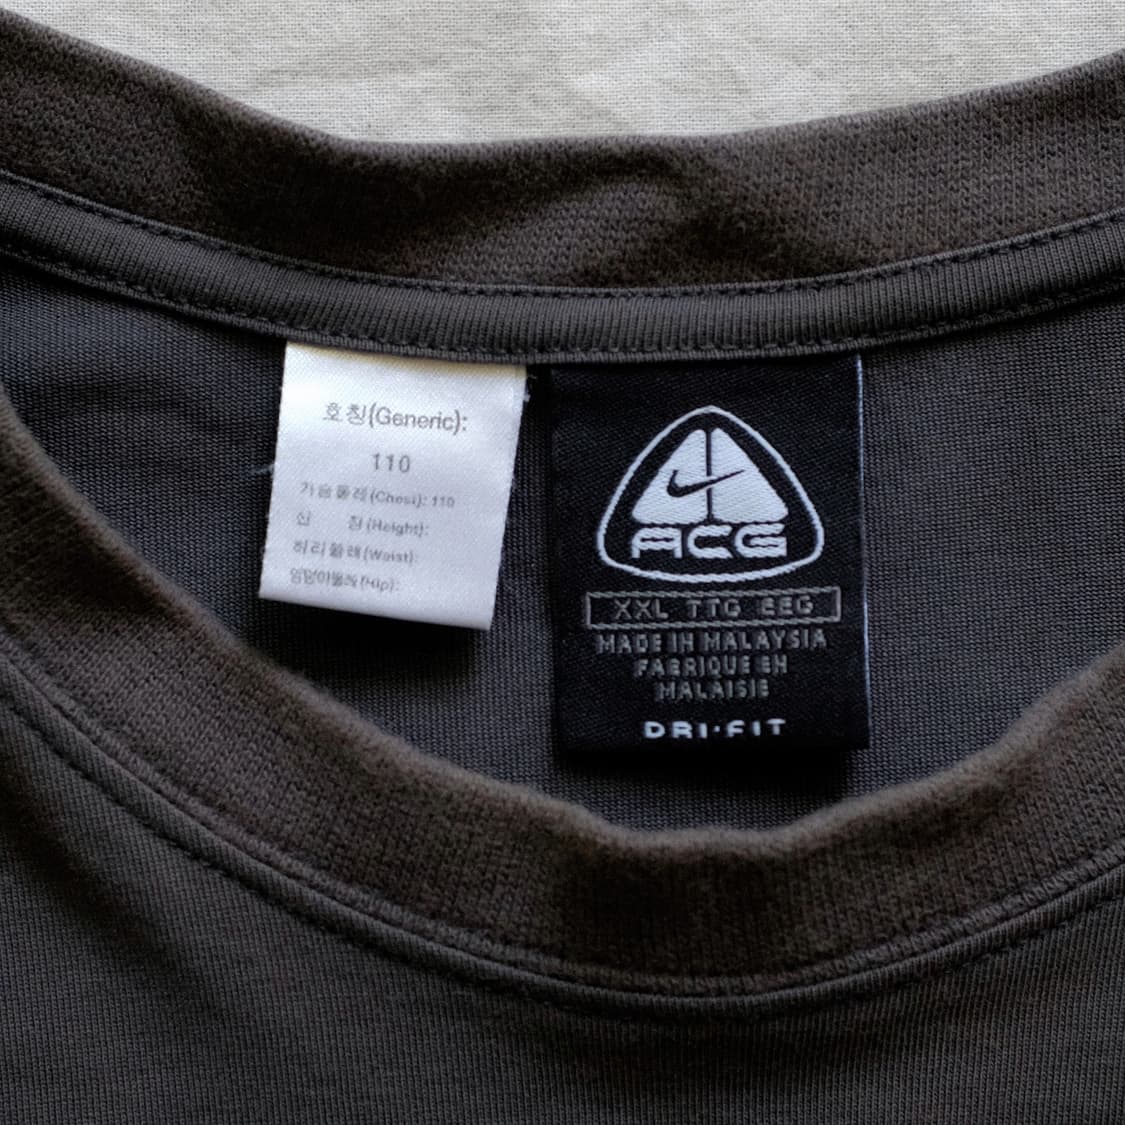 호칭(Generic):
110
가슴둘레(Chest): 110
신 장(Height):
허리둘레(Waist):
엉덩이둘레(Hip):
ACG
XXL TTG EEG
MADE IN MALAYSIA
FABRIQUE EN
MALAISIE
DRI-FIT